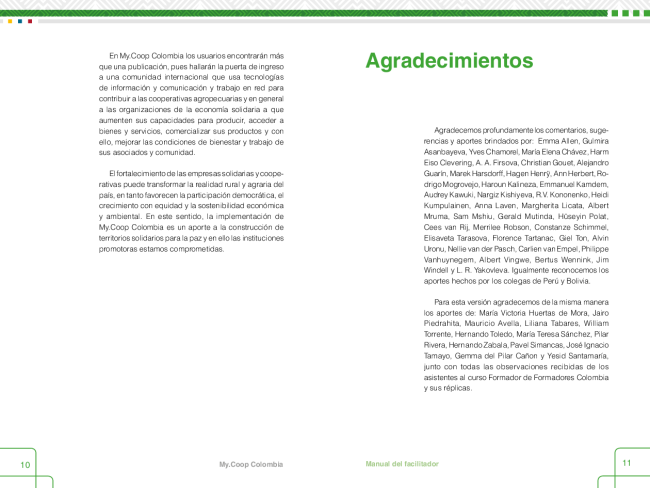 En My.Coop Colombia los usuarios encontrarán más
que una publicación, pues hallarán la puerta de ingreso
a una comunidad internacional que usa tecnologías
de información y comunicación y trabajo en red para
contribuir a las cooperativas agropecuarias y en general
a las organizaciones de la economía solidaria a que
aumenten sus capacidades para producir, acceder a
bienes y servicios, comercializar sus productos y con
ello, mejorar las condiciones de bienestar y trabajo de
sus asociados y comunidad.
El fortalecimiento de las empresas solidarias y coope-
rativas puede transformar la realidad rural y agraria del
país, en tanto favorecen la participación democrática, el
crecimiento con equidad y la sostenibilidad económica
y ambiental. En este sentido, la implementación de
My.Coop Colombia es un aporte a la construcción de
territorios solidarios para la paz y en ello las instituciones
promotoras estamos comprometidas.
10
My.Coop Colombia
Agradecimientos
Agradecemos profundamente los comentarios, suge-
rencias y aportes brindados por: Emma Allen, Gulmira
Asanbayeva, Yves Chamorel, María Elena Chávez, Harm
Eiso Clevering, A. A. Firsova, Christian Gouet, Alejandro
Guarín, Marek Harsdorff, Hagen Henrÿ, Ann Herbert, Ro-
drigo Mogrovejo, Haroun Kalineza, Emmanuel Kamdem,
Audrey Kawuki, Nargiz Kishiyeva, R.V. Kononenko, Heidi
Kumpulainen, Anna Laven, Margherita Licata, Albert
Mruma, Sam Mshiu, Gerald Mutinda, Hüseyin Polat,
Cees van Rij, Merrilee Robson, Constanze Schimmel,
Elisaveta Tarasova, Florence Tartanac, Giel Ton, Alvin
Uronu, Nellie van der Pasch, Carlien van Empel, Philippe
Vanhuynegem, Albert Vingwe, Bertus Wennink, Jim
Windell y L. R. Yakovleva. Igualmente reconocemos los
aportes hechos por los colegas de Perú y Bolivia.
Para esta versión agradecemos de la misma manera
los aportes de: María Victoria Huertas de Mora, Jairo
Piedrahita, Mauricio Avella, Liliana Tabares, William
Torrente, Hernando Toledo, María Teresa Sánchez, Pilar
Rivera, Hernando Zabala, Pavel Simancas, José Ignacio
Tamayo, Gemma del Pilar Cañon y Yesid Santamaría,
junto con todas las observaciones recibidas de los
asistentes al curso Formador de Formadores Colombia
y sus réplicas.
Manual del facilitador
11